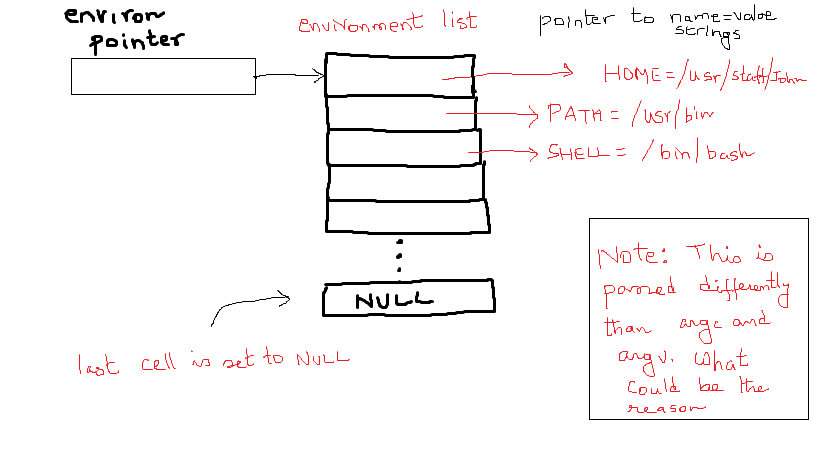 environ
pointer
environment list
pointer to name=value
strings
HOME=/usr/staff/John
PATH=/usr/bin
SHELL= /bin/bash
NULL
last cell is set to NULL
Note: This is
passed differently
than argc and
argv. What
could be the
reason